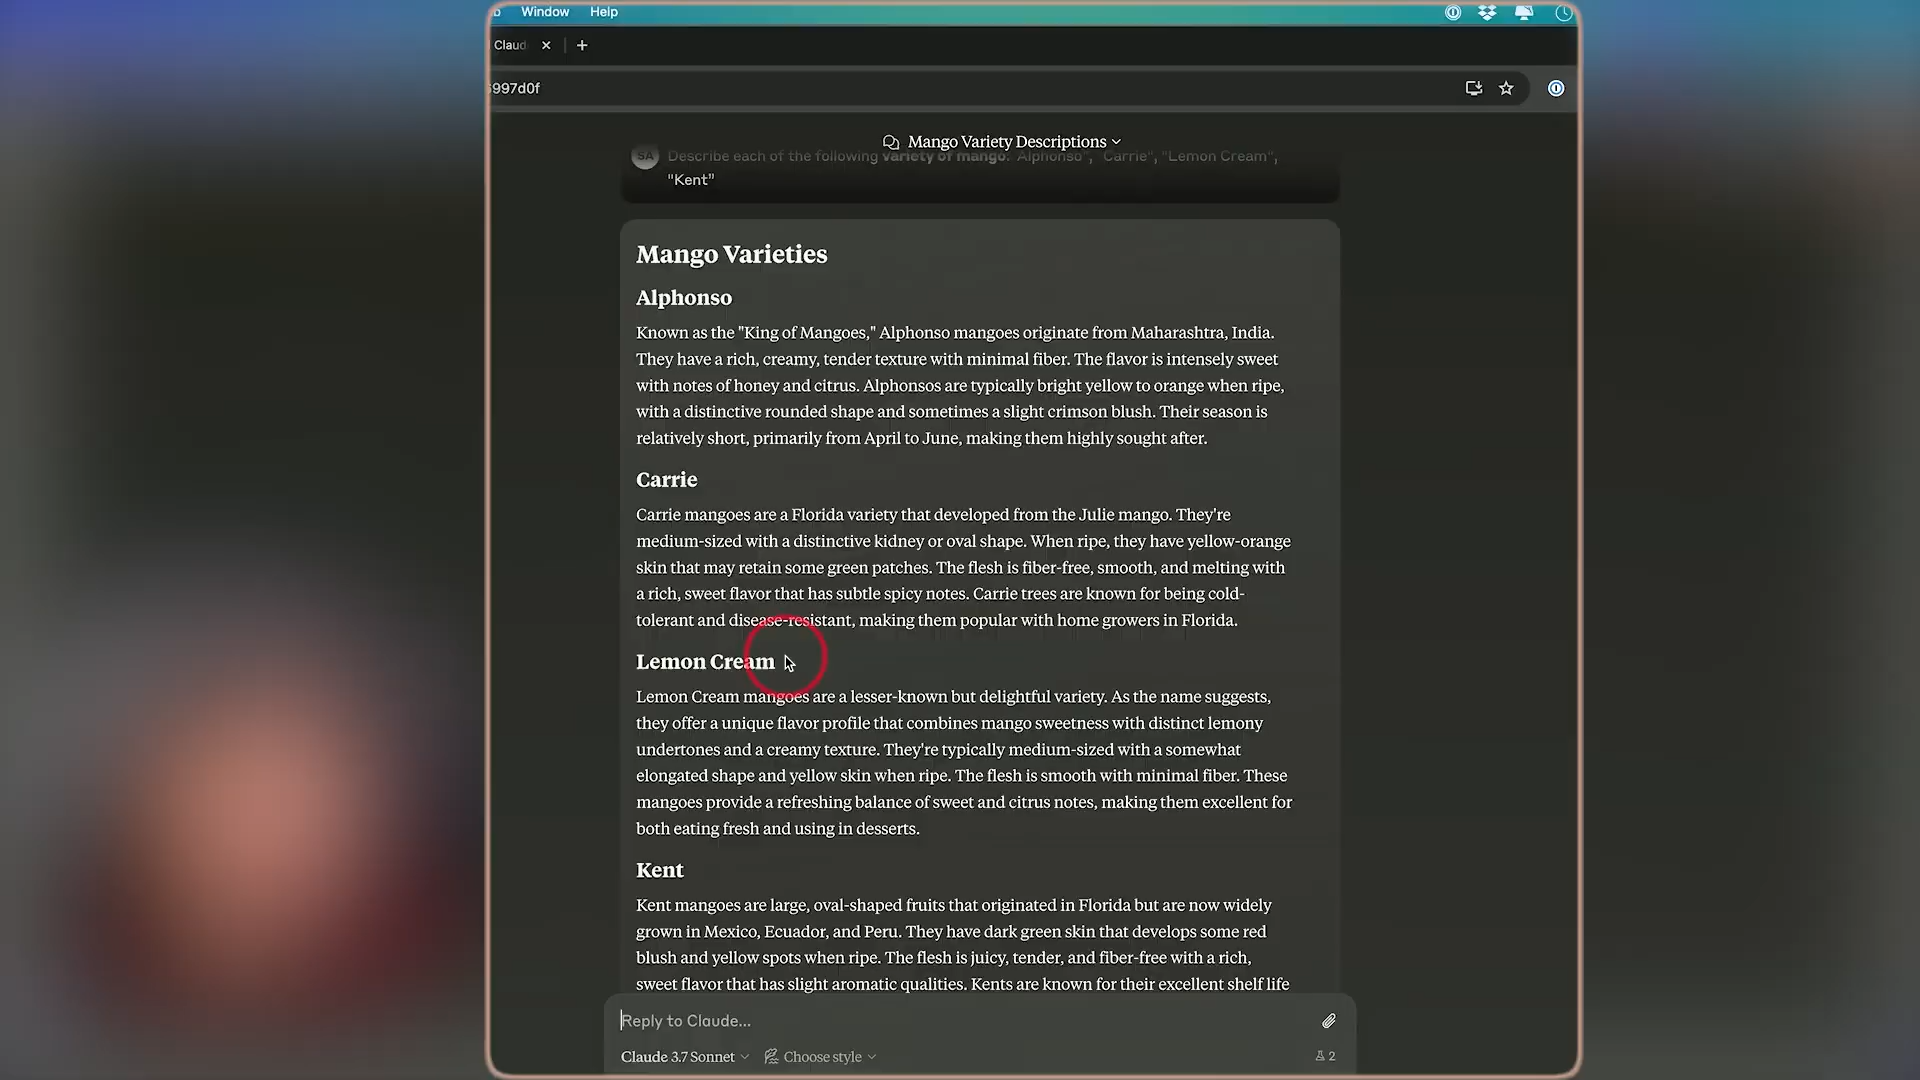 Window Help
Claud
997d0f
Mango Variety Descriptions
SA Describe each of the following variety of mango: "Alphonso", "Carrie", "Lemon Cream",
"Kent"
Mango Varieties
Alphonso
Known as the "King of Mangoes," Alphonso mangoes originate from Maharashtra, India.
They have a rich, creamy, tender texture with minimal fiber. The flavor is intensely sweet
with notes of honey and citrus. Alphonsos are typically bright yellow to orange when ripe,
with a distinctive rounded shape and sometimes a slight crimson blush. Their season is
relatively short, primarily from April to June, making them highly sought after.
Carrie
Carrie mangoes are a Florida variety that developed from the Julie mango. They're
medium-sized with a distinctive kidney or oval shape. When ripe, they have yellow-orange
skin that may retain some green patches. The flesh is fiber-free, smooth, and melting with
a rich, sweet flavor that has subtle spicy notes. Carrie trees are known for being cold-
tolerant and disease-resistant, making them popular with home growers in Florida.
Lemon Cream
Lemon Cream mangoes are a lesser-known but delightful variety. As the name suggests,
they offer a unique flavor profile that combines mango sweetness with distinct lemony
undertones and a creamy texture. They're typically medium-sized with a somewhat
elongated shape and yellow skin when ripe. The flesh is smooth with minimal fiber. These
mangoes provide a refreshing balance of sweet and citrus notes, making them excellent for
both eating fresh and using in desserts.
Kent
Kent mangoes are large, oval-shaped fruits that originated in Florida but are now widely
grown in Mexico, Ecuador, and Peru. They have dark green skin that develops some red
blush and yellow spots when ripe. The flesh is juicy, tender, and fiber-free with a rich,
sweet flavor that has slight aromatic qualities. Kents are known for their excellent shelf life
Reply to Claude...
Claude 3.7 Sonnet Choose style 2